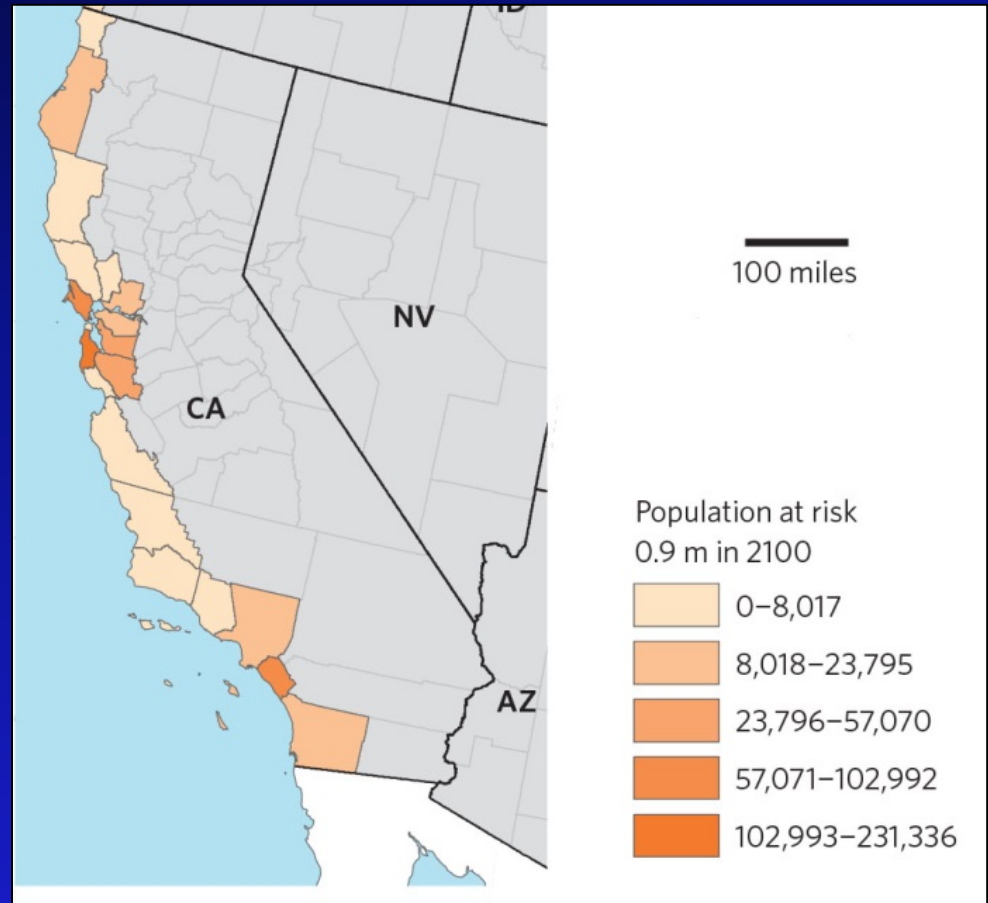 ID
100 miles
NV
CA
Population at risk
0.9 m in 2100
0–8,017
8,018–23,795
AZ
23,796–57,070
57,071–102,992
102,993–231,336